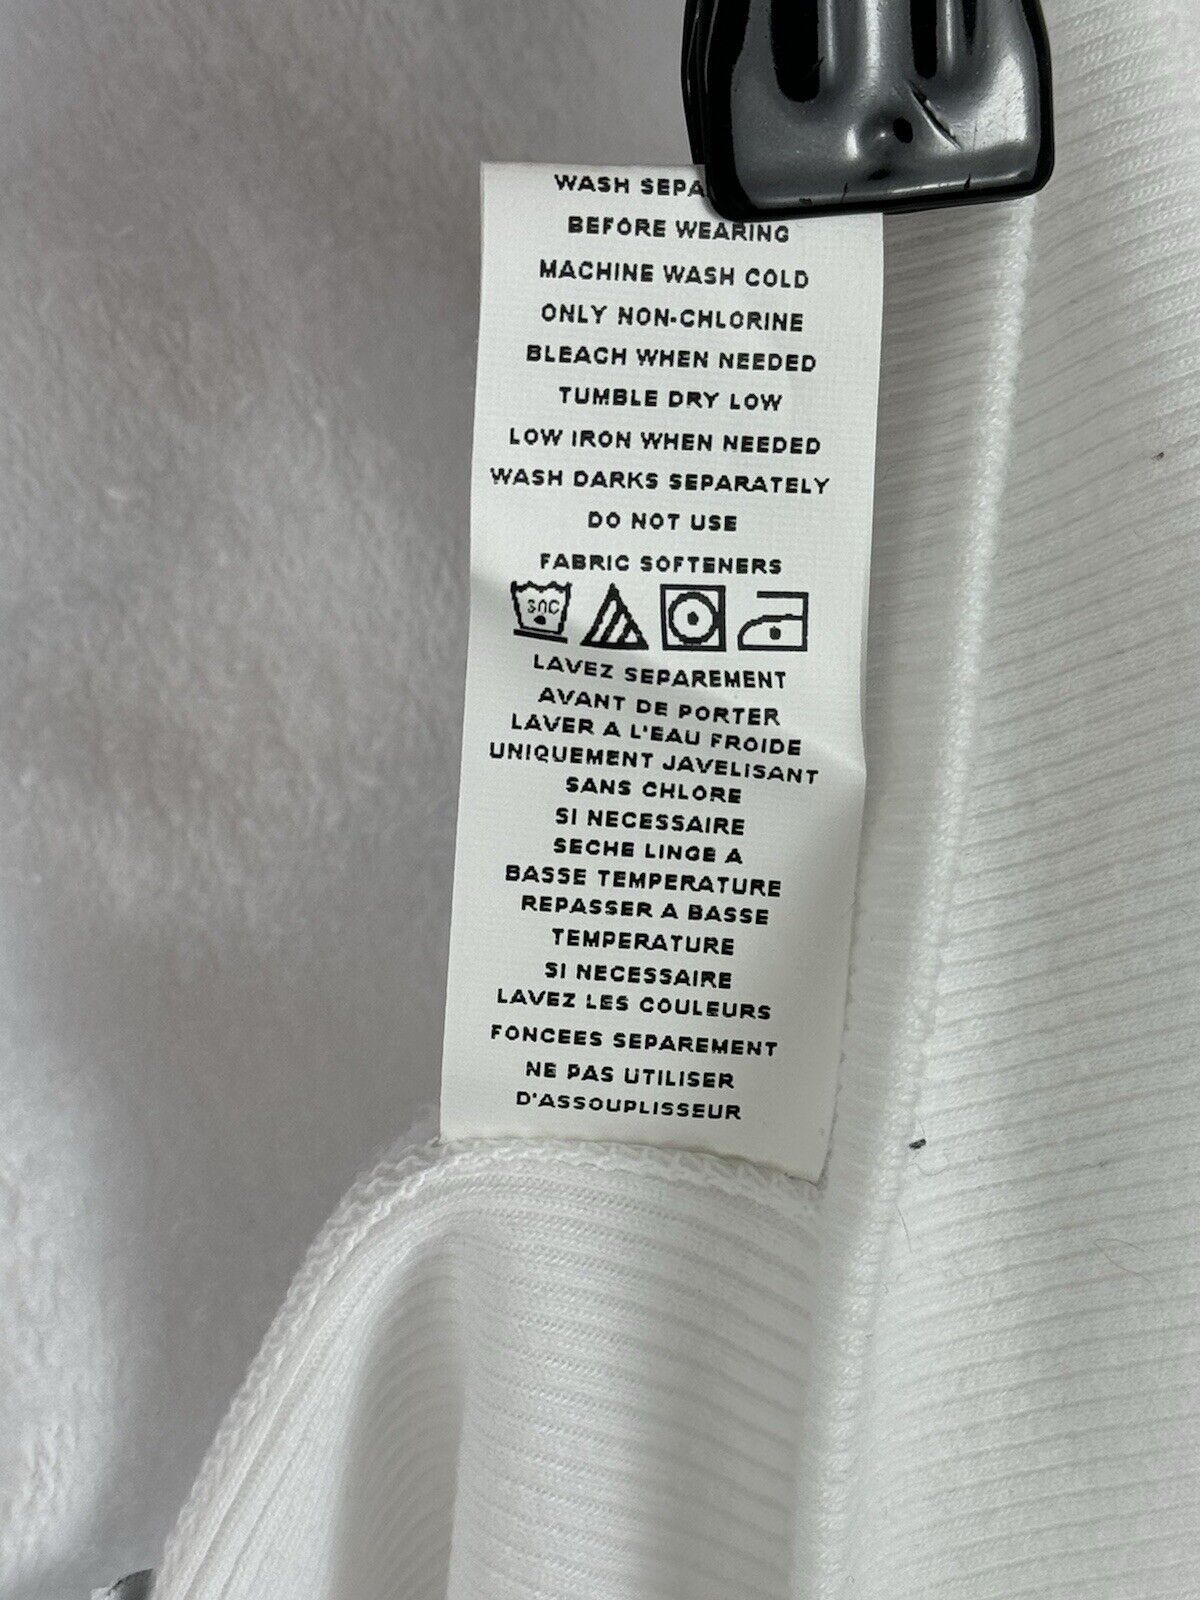 WASH SEPA
BEFORE WEARING
MACHINE WASH COLD
ONLY NON-CHLORINE
BLEACH WHEN NEEDED
TUMBLE DRY LOW
LOW IRON WHEN NEEDED
WASH DARKS SEPARATELY
DO NOT USE
FABRIC SOFTENERS
30C
LAVEZ SEPAREMENT
AVANT DE PORTER
LAVER A L'EAU FROIDE
UNIQUEMENT JAVELISANT
SANS CHLORE
SI NECESSAIRE
SECHE LINGE A
BASSE TEMPERATURE
REPASSER A BASSE
TEMPERATURE
SI NECESSAIRE
LAVEZ LES COULEURS
FONCEES SEPAREMENT
NE PAS UTILISER
D'ASSOUPLISSEUR